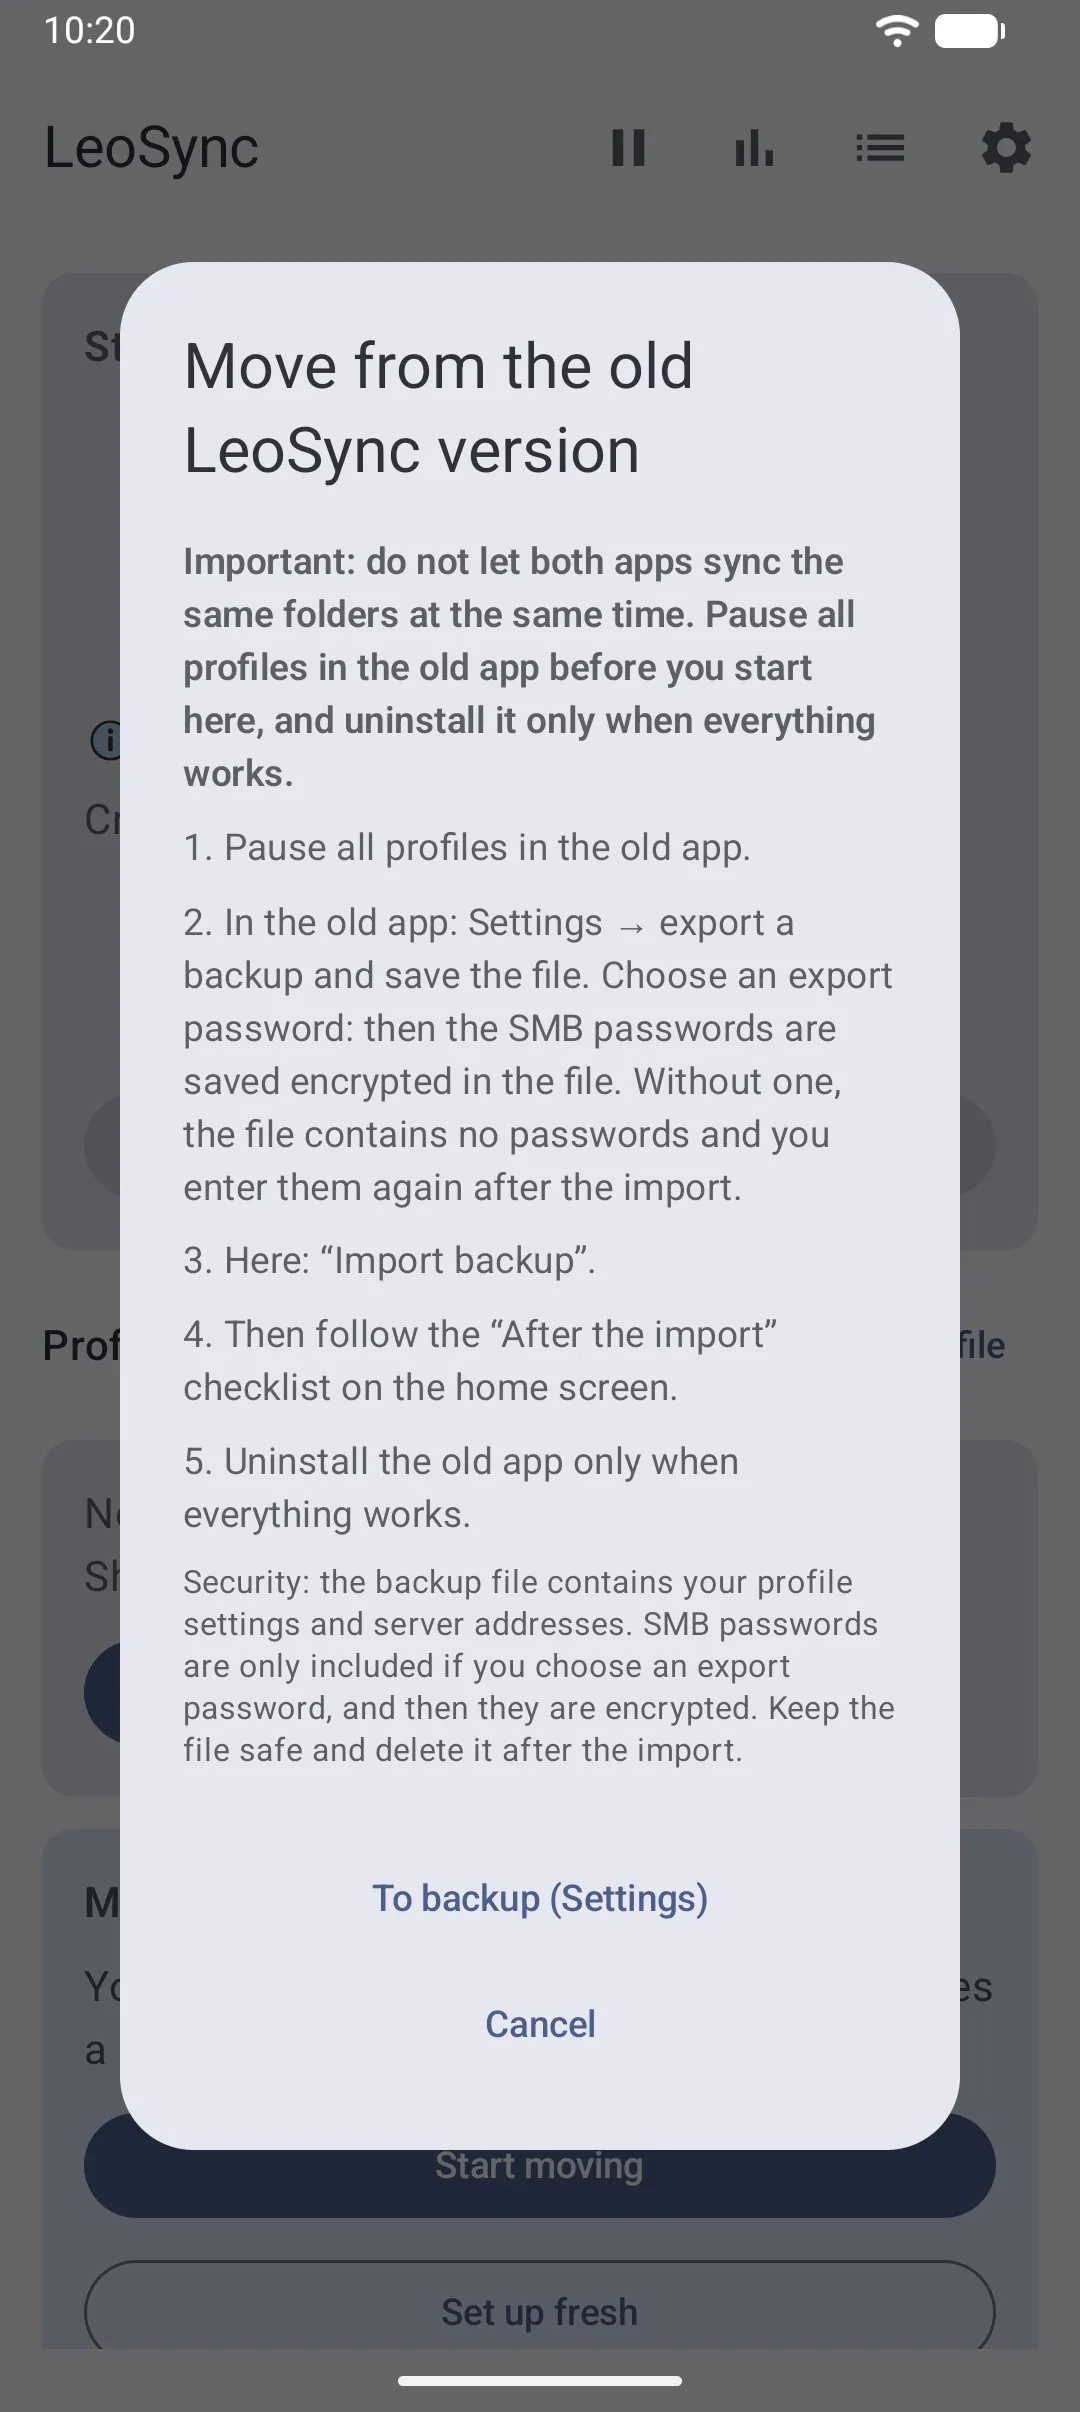 10:20
LeoSync
Move from the old
LeoSync version
Important: do not let both apps sync the
same folders at the same time. Pause all
profiles in the old app before you start
here, and uninstall it only when everything
works.
1. Pause all profiles in the old app.
2. In the old app: Settings → export a
backup and save the file. Choose an export
password: then the SMB passwords are
saved encrypted in the file. Without one,
the file contains no passwords and you
enter them again after the import.
3. Here: “Import backup”.
4. Then follow the “After the import”
checklist on the home screen.
5. Uninstall the old app only when
everything works.
Security: the backup file contains your profile
settings and server addresses. SMB passwords
are only included if you choose an export
password, and then they are encrypted. Keep the
file safe and delete it after the import.
To backup (Settings)
Cancel
a
Start moving
Set up fresh